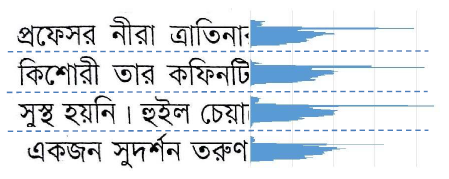 প্রফেসর নীরা ত্রাতিনা
কিশোরী তার কফিনটি
সুস্থ হয়নি। হুইল চেয়া
একজন সুদর্শন তরুণ